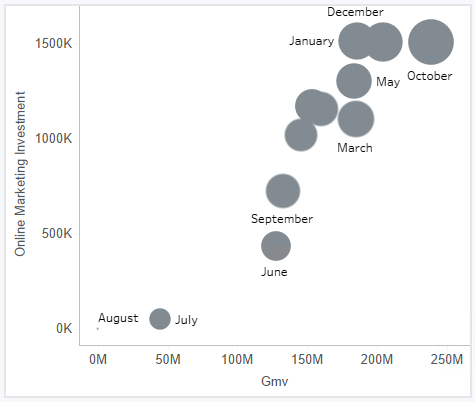 December
1500K
January
May
October
1000K
March
Online Marketing Investment
September
500K
June
August
July
0K
0M
50M
100M
150M
200M
250M
Gmv